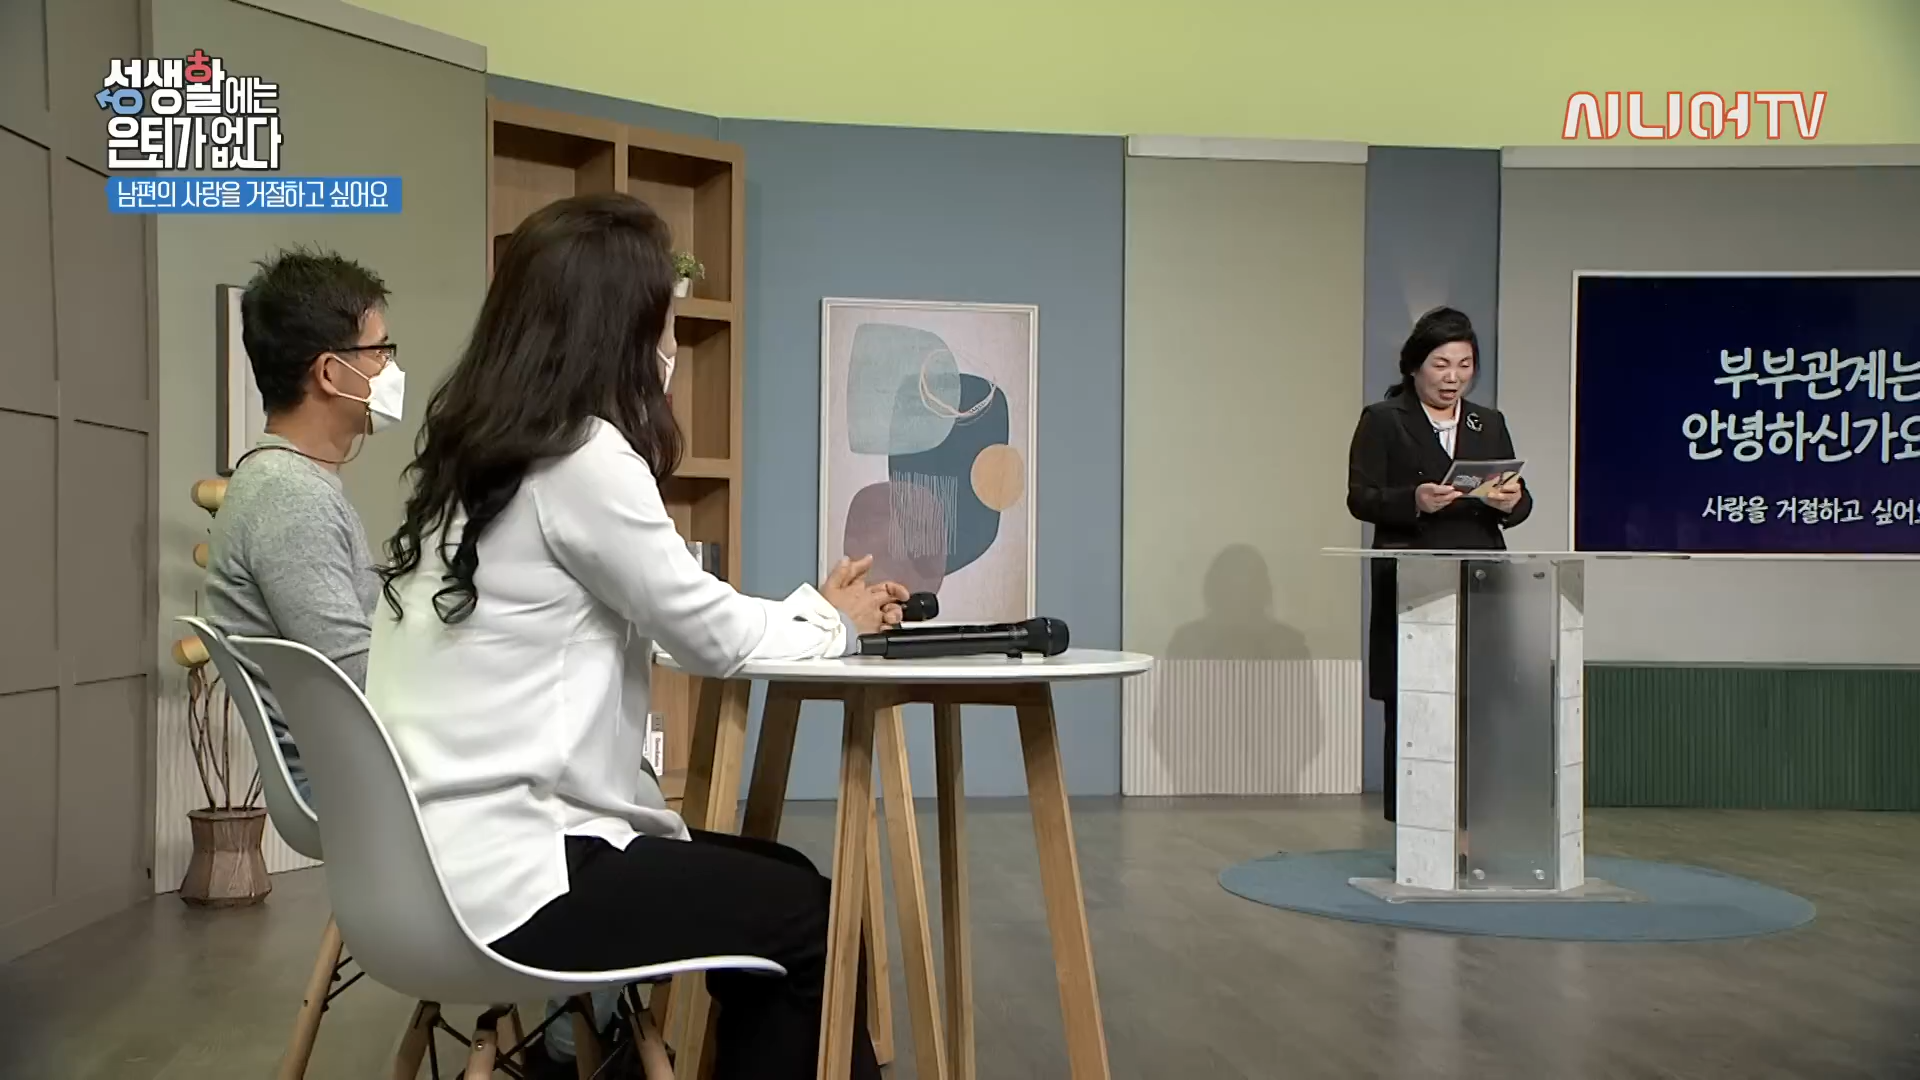 성생활에는
은퇴가 없다
남편의 사랑을 거절하고 싶어요
시니어TV
부부관계는
안녕하신가요
사랑을 거절하고 싶어요